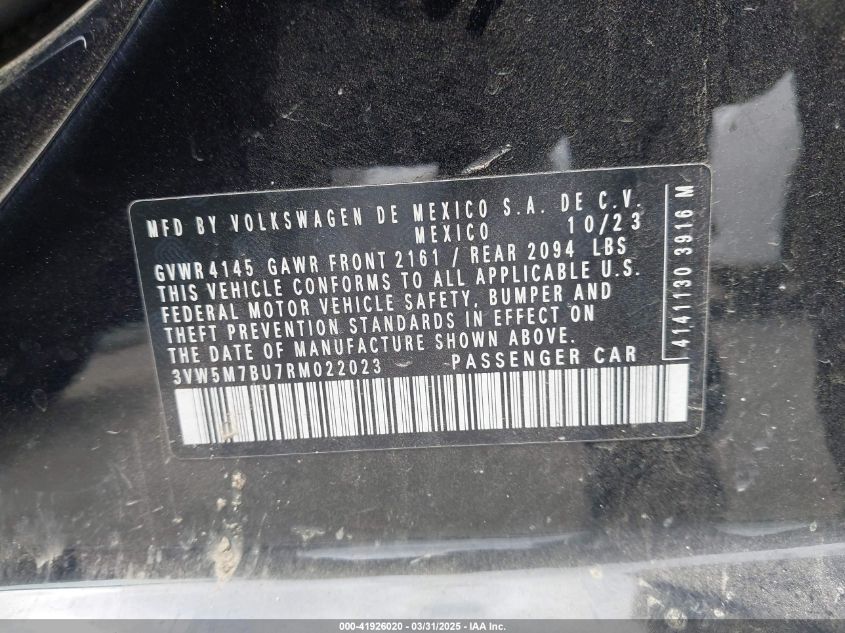 MFD BY VOLKSWAGEN DE MEXICO S.A. DE C.V.
MEXICO 10/23
GVWR 4145 GAWR FRONT 2161 / REAR 2094 LBS
THIS VEHICLE CONFORMS TO ALL APPLICABLE U.S.
FEDERAL MOTOR VEHICLE SAFETY, BUMPER AND
THEFT PREVENTION STANDARDS IN EFFECT ON
THE DATE OF MANUFACTURE SHOWN ABOVE.
3VW5M7BU7RM022023 PASSENGER CAR
4141130 3916 M
000-41926020 - 03/31/2025 - IAA Inc.